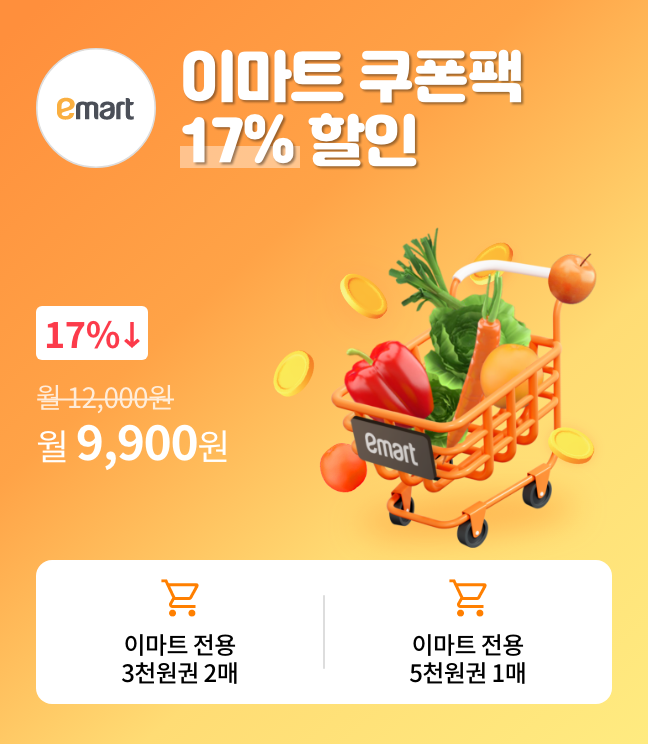 emart
이마트 쿠폰팩
17% 할인
17%↓
월 12,000원
월 9,900원
emart
이마트 전용
3천원권 2매
이마트 전용
5천원권 1매